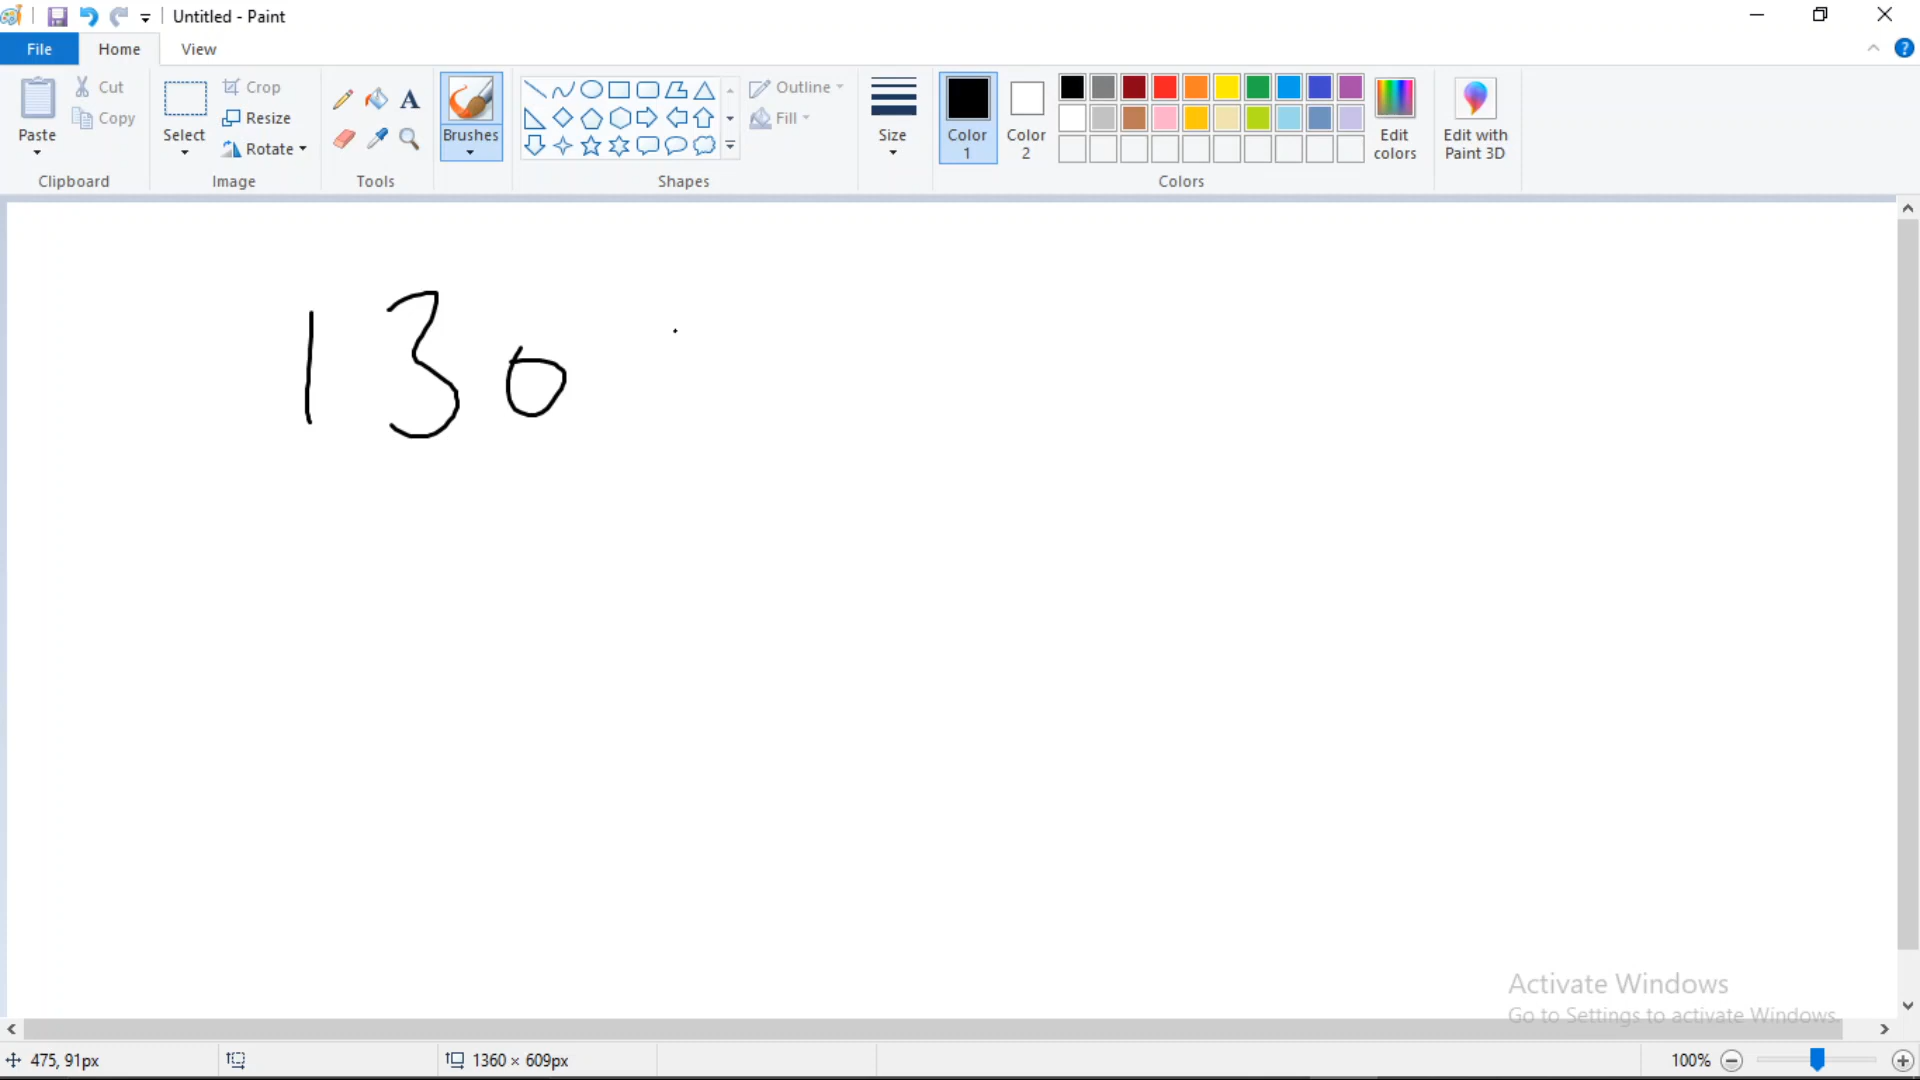 Untitled - Paint
File Home View
Paste Cut Copy Select Crop Resize Rotate Brushes Outline Fill Size Color 1 Color 2 Edit colors Edit with Paint 3D
Clipboard Image Tools Shapes Colors
130
Activate Windows
Go to Settings to activate Windows.
475, 91px 1360 × 609px 100%